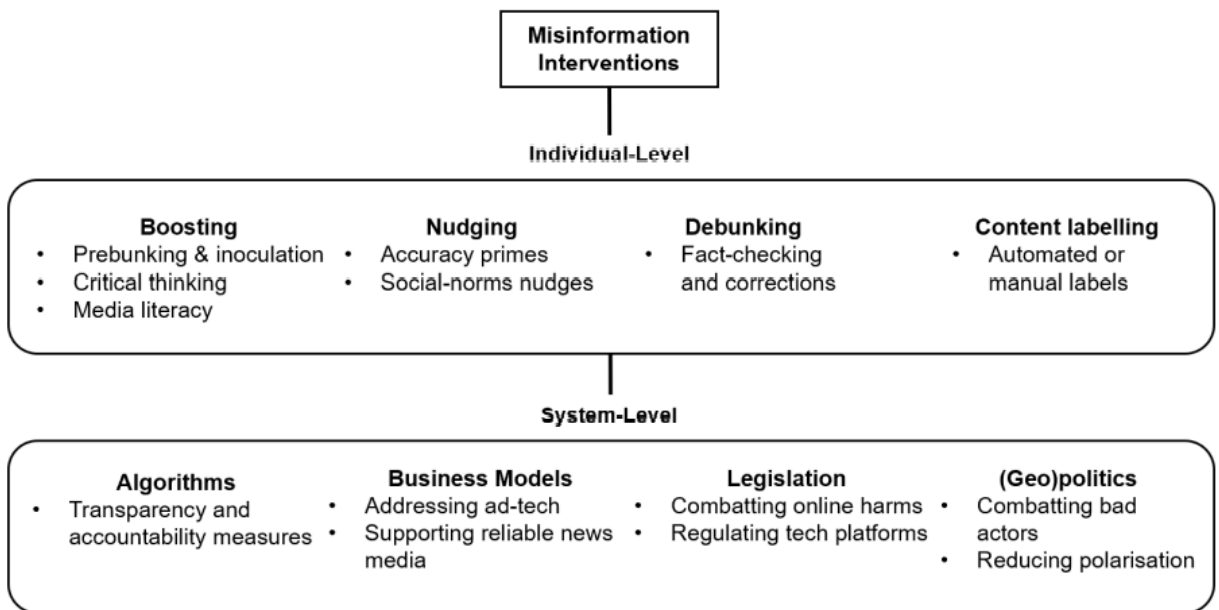 Misinformation
Interventions
Individual-Level
Boosting
• Prebunking & inoculation
• Critical thinking
• Media literacy
Nudging
• Accuracy primes
• Social-norms nudges
Debunking
• Fact-checking
and corrections
Content labelling
• Automated or
manual labels
System-Level
Algorithms
• Transparency and
accountability measures
Business Models
• Addressing ad-tech
• Supporting reliable news
media
Legislation
• Combatting online harms
• Regulating tech platforms
(Geo)politics
• Combatting bad
actors
• Reducing polarisation